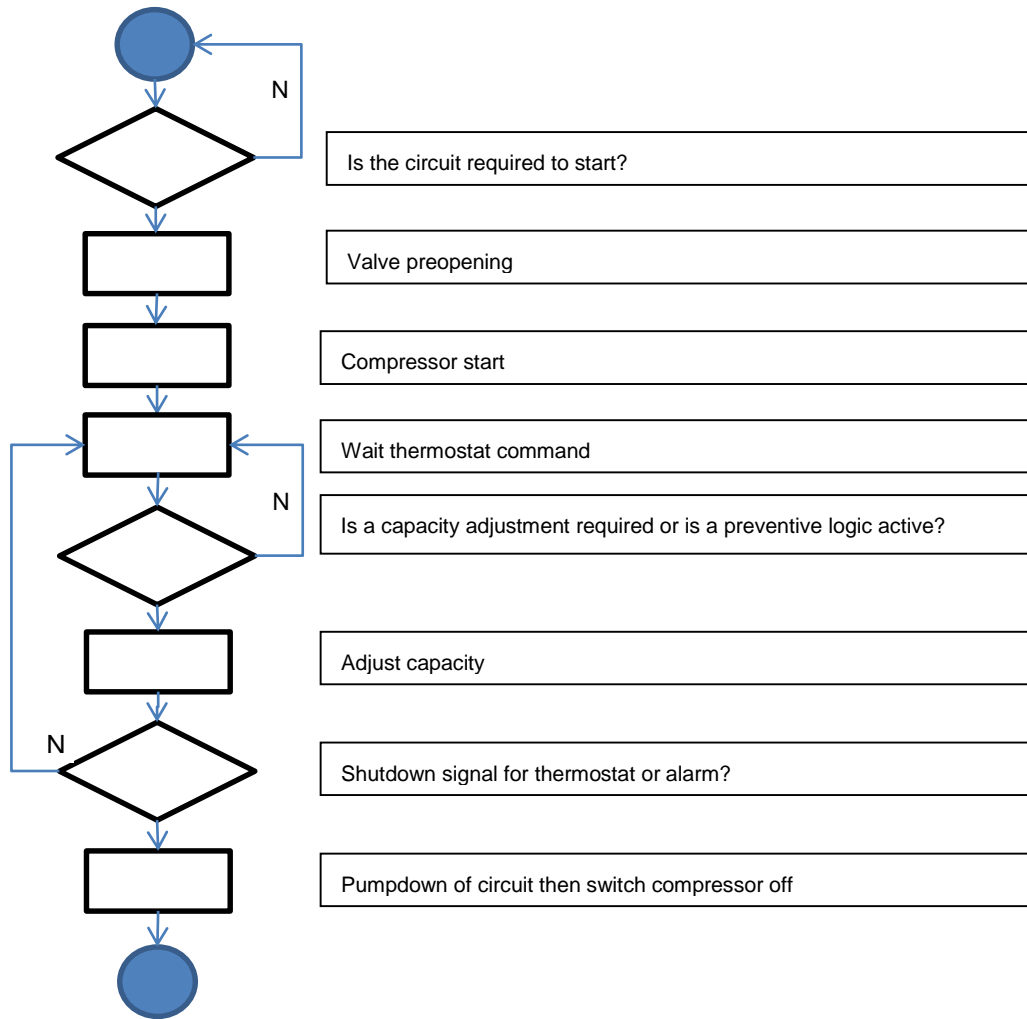 N
Is the circuit required to start?
Valve preopening
Compressor start
Wait thermostat command
N
Is a capacity adjustment required or is a preventive logic active?
Adjust capacity
N
Shutdown signal for thermostat or alarm?
Pumpdown of circuit then switch compressor off